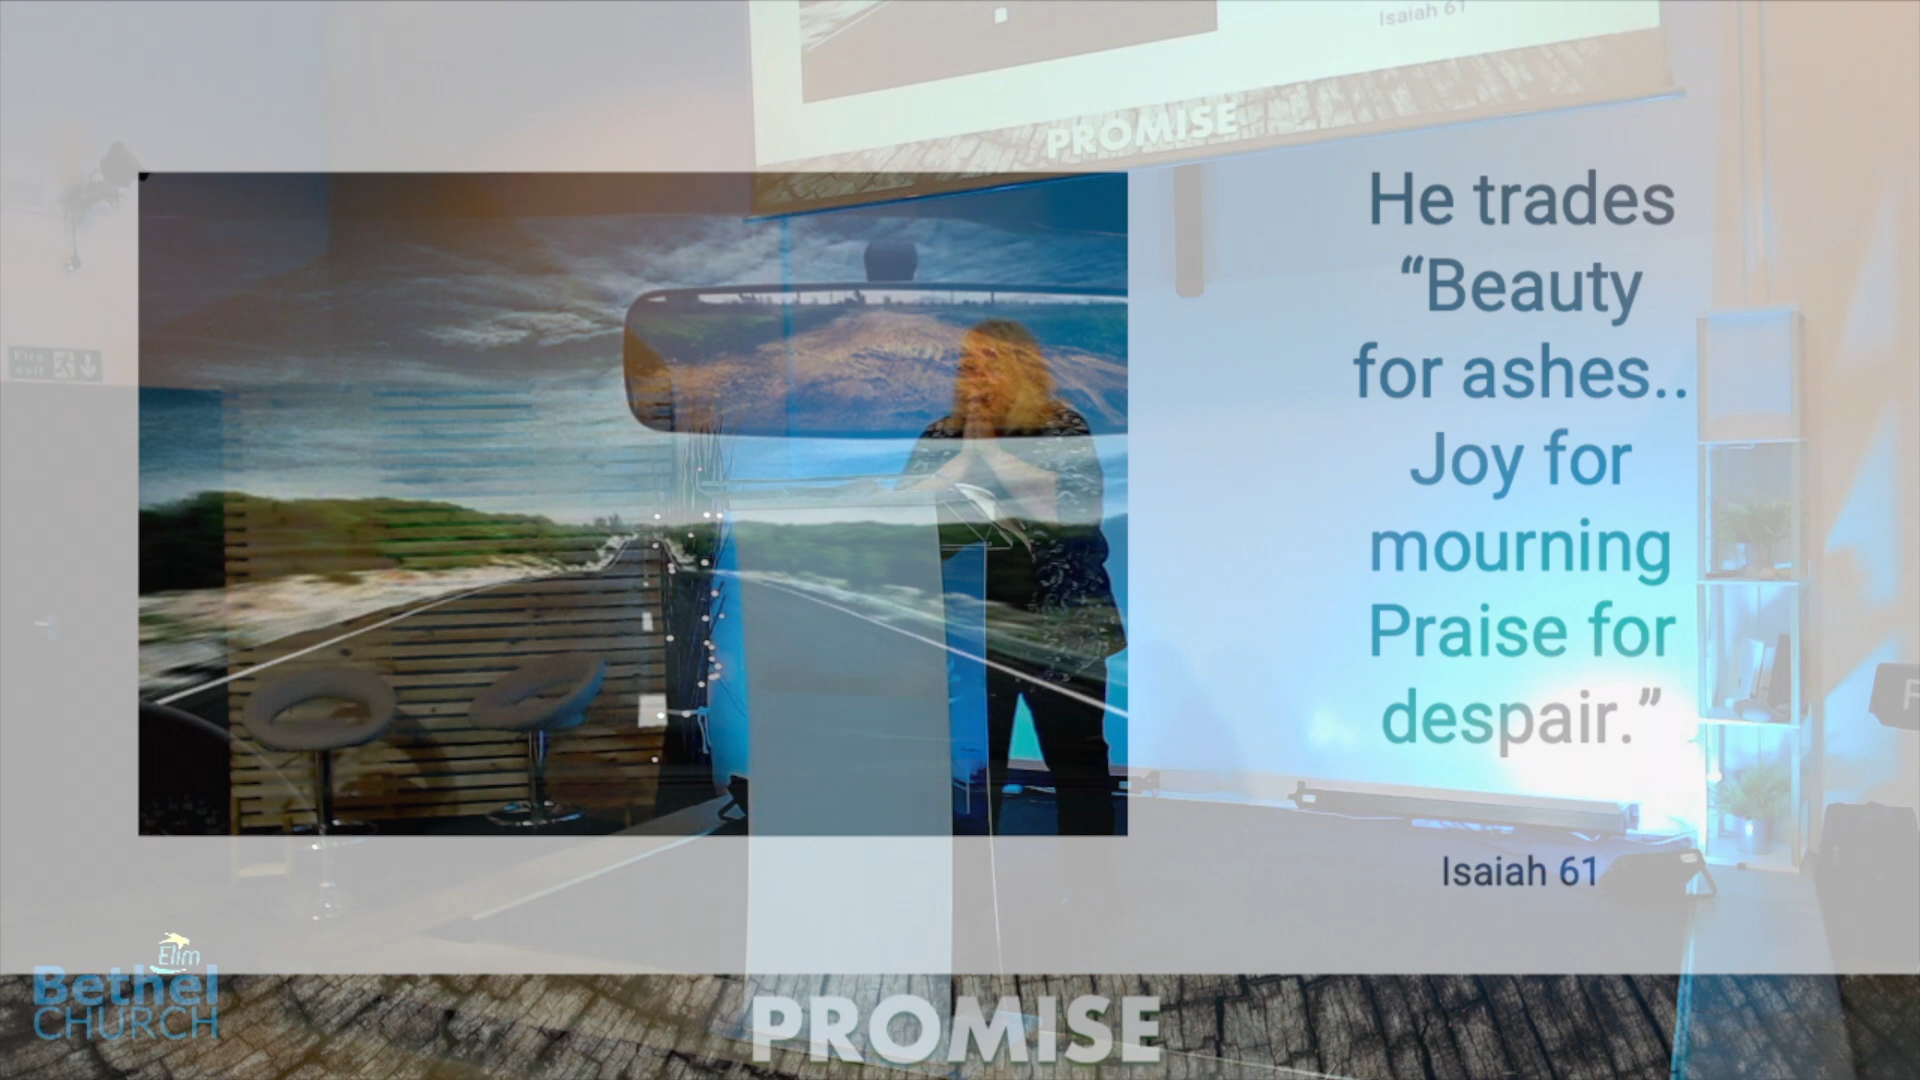 Isaiah 61
PROMISE
He trades
“Beauty
for ashes..
Joy for
mourning
Praise for
despair.”
Isaiah 61
Fire
exit
F
Elim
Bethel
CHURCH
PROMISE